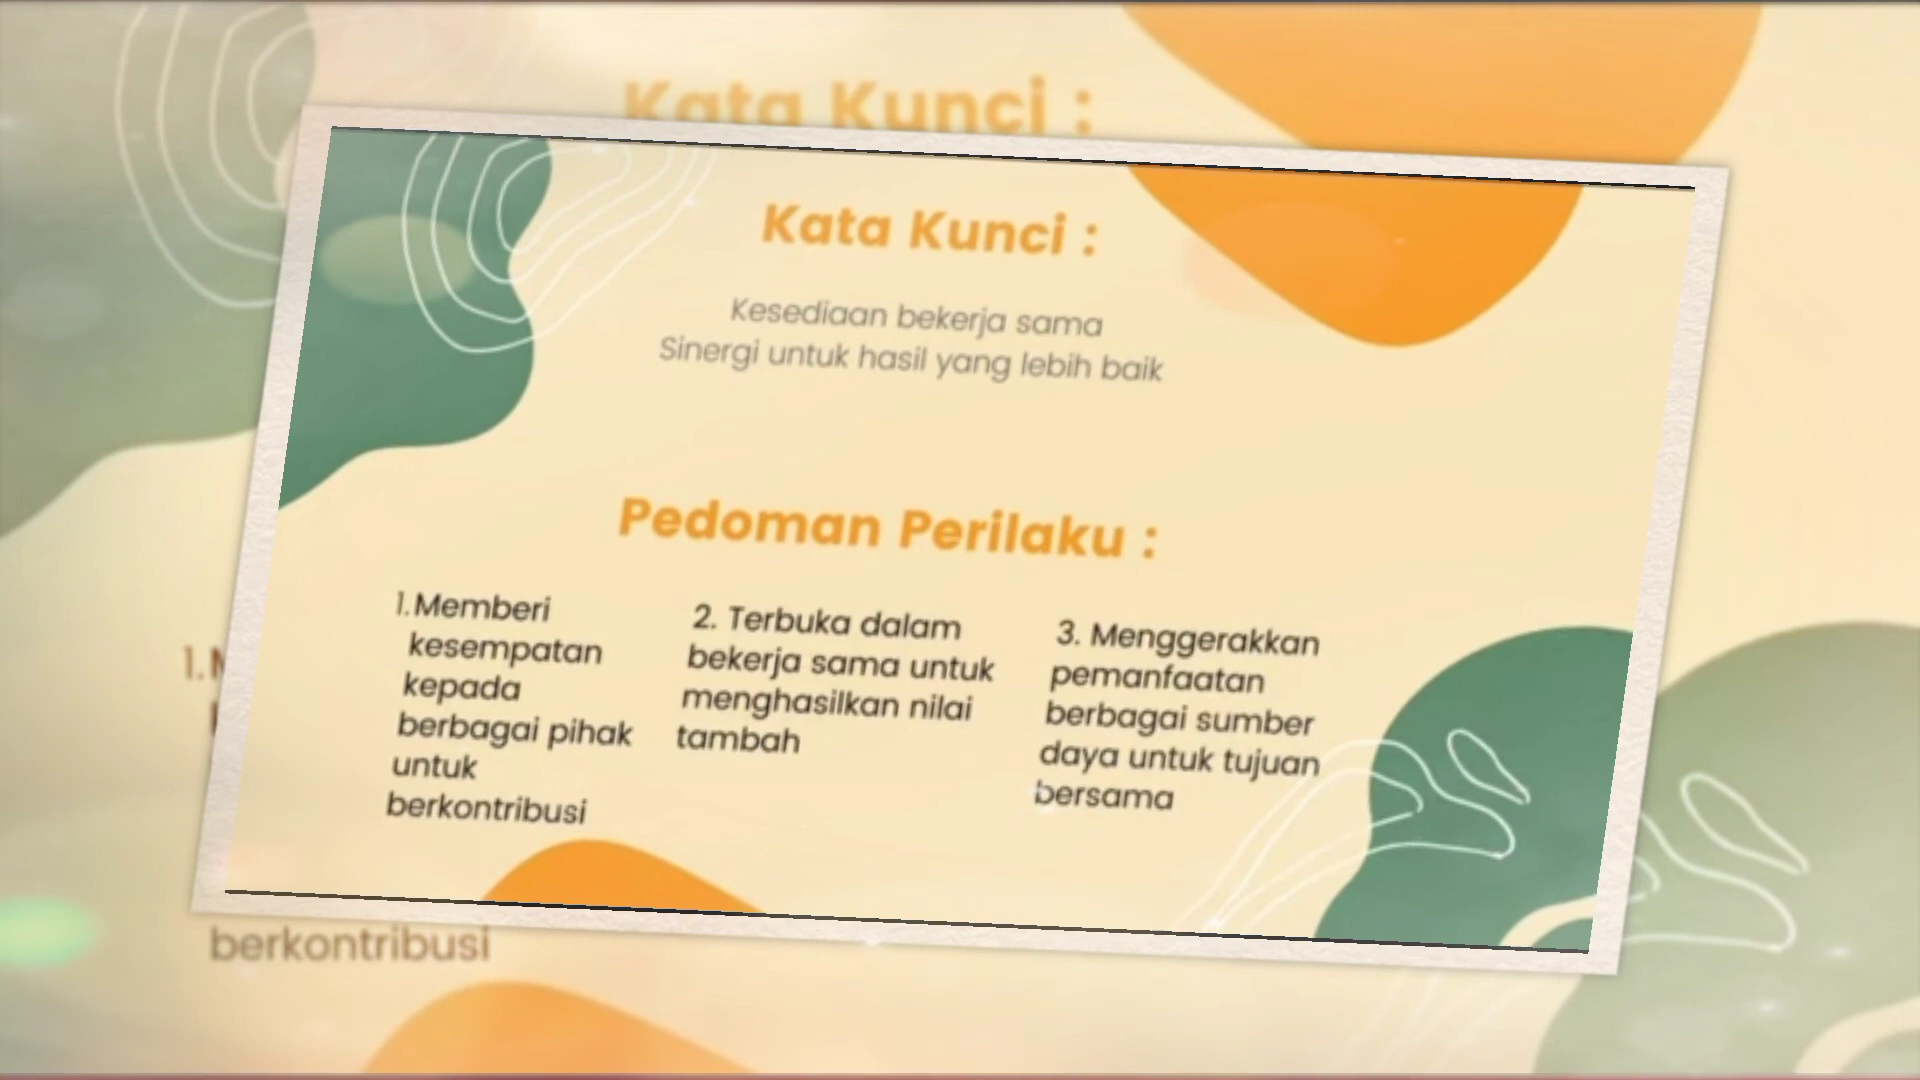 Kata Kunci :
Kata Kunci :
Kesediaan bekerja sama
Sinergi untuk hasil yang lebih baik
Pedoman Perilaku :
1. Memberi
kesempatan
kepada
berbagai pihak
untuk
berkontribusi
2. Terbuka dalam
bekerja sama untuk
menghasilkan nilai
tambah
3. Menggerakkan
pemanfaatan
berbagai sumber
daya untuk tujuan
bersama
1.
berkontribusi